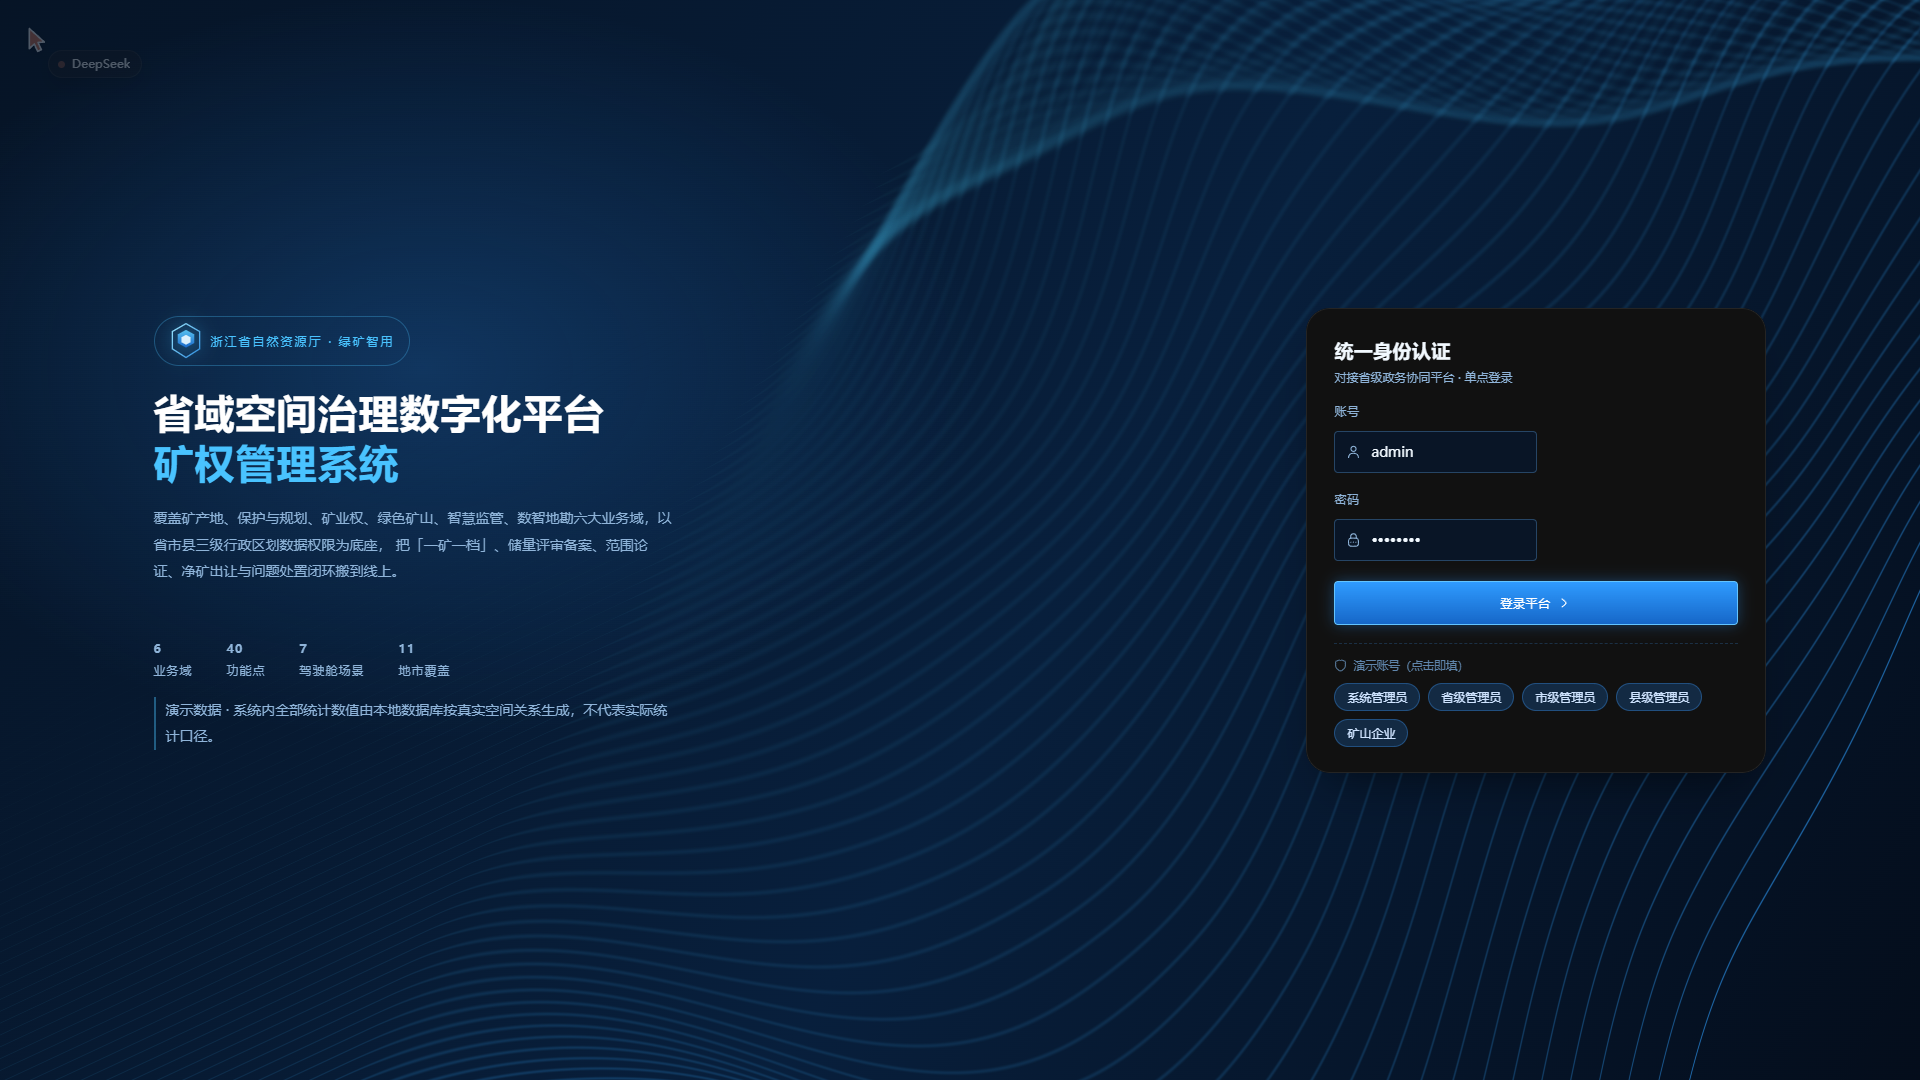 DeepSeek
浙江省自然资源厅 · 绿矿智用
省域空间治理数字化平台
矿权管理系统
覆盖矿产地、保护与规划、矿业权、绿色矿山、智慧监管、数智地勘六大业务域，以
省市县三级行政区划数据权限为底座， 把「一矿一档」、储量评审备案、范围论
证、净矿出让与问题处置闭环搬到线上。
6 40 7 11
业务域 功能点 驾驶舱场景 地市覆盖
演示数据 · 系统内全部统计数值由本地数据库按真实空间关系生成，不代表实际统
计口径。
统一身份认证
对接省级政务协同平台 · 单点登录
账号
admin
密码
••••••••
登录平台
演示账号（点击即填）
系统管理员 省级管理员 市级管理员 县级管理员
矿山企业